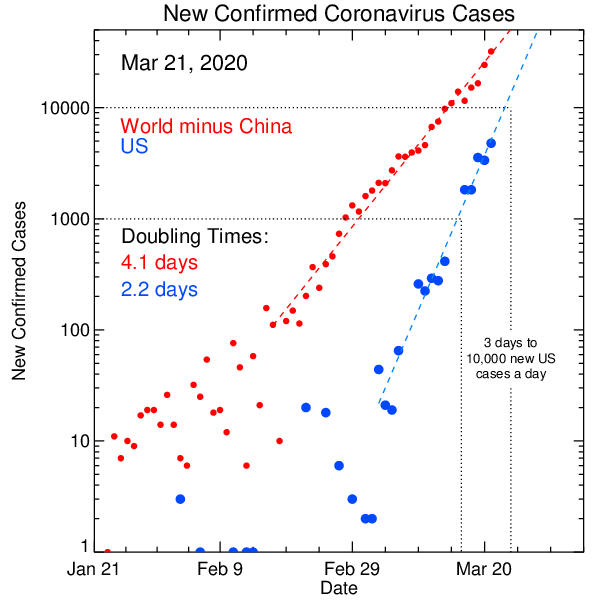 New Confirmed Coronavirus Cases
Mar 21, 2020
10000
World minus China
US
1000
Doubling Times:
4.1 days
2.2 days
New Confirmed Cases
100
3 days to
10,000 new US
cases a day
10
1
Jan 21
Feb 9
Feb 29
Mar 20
Date